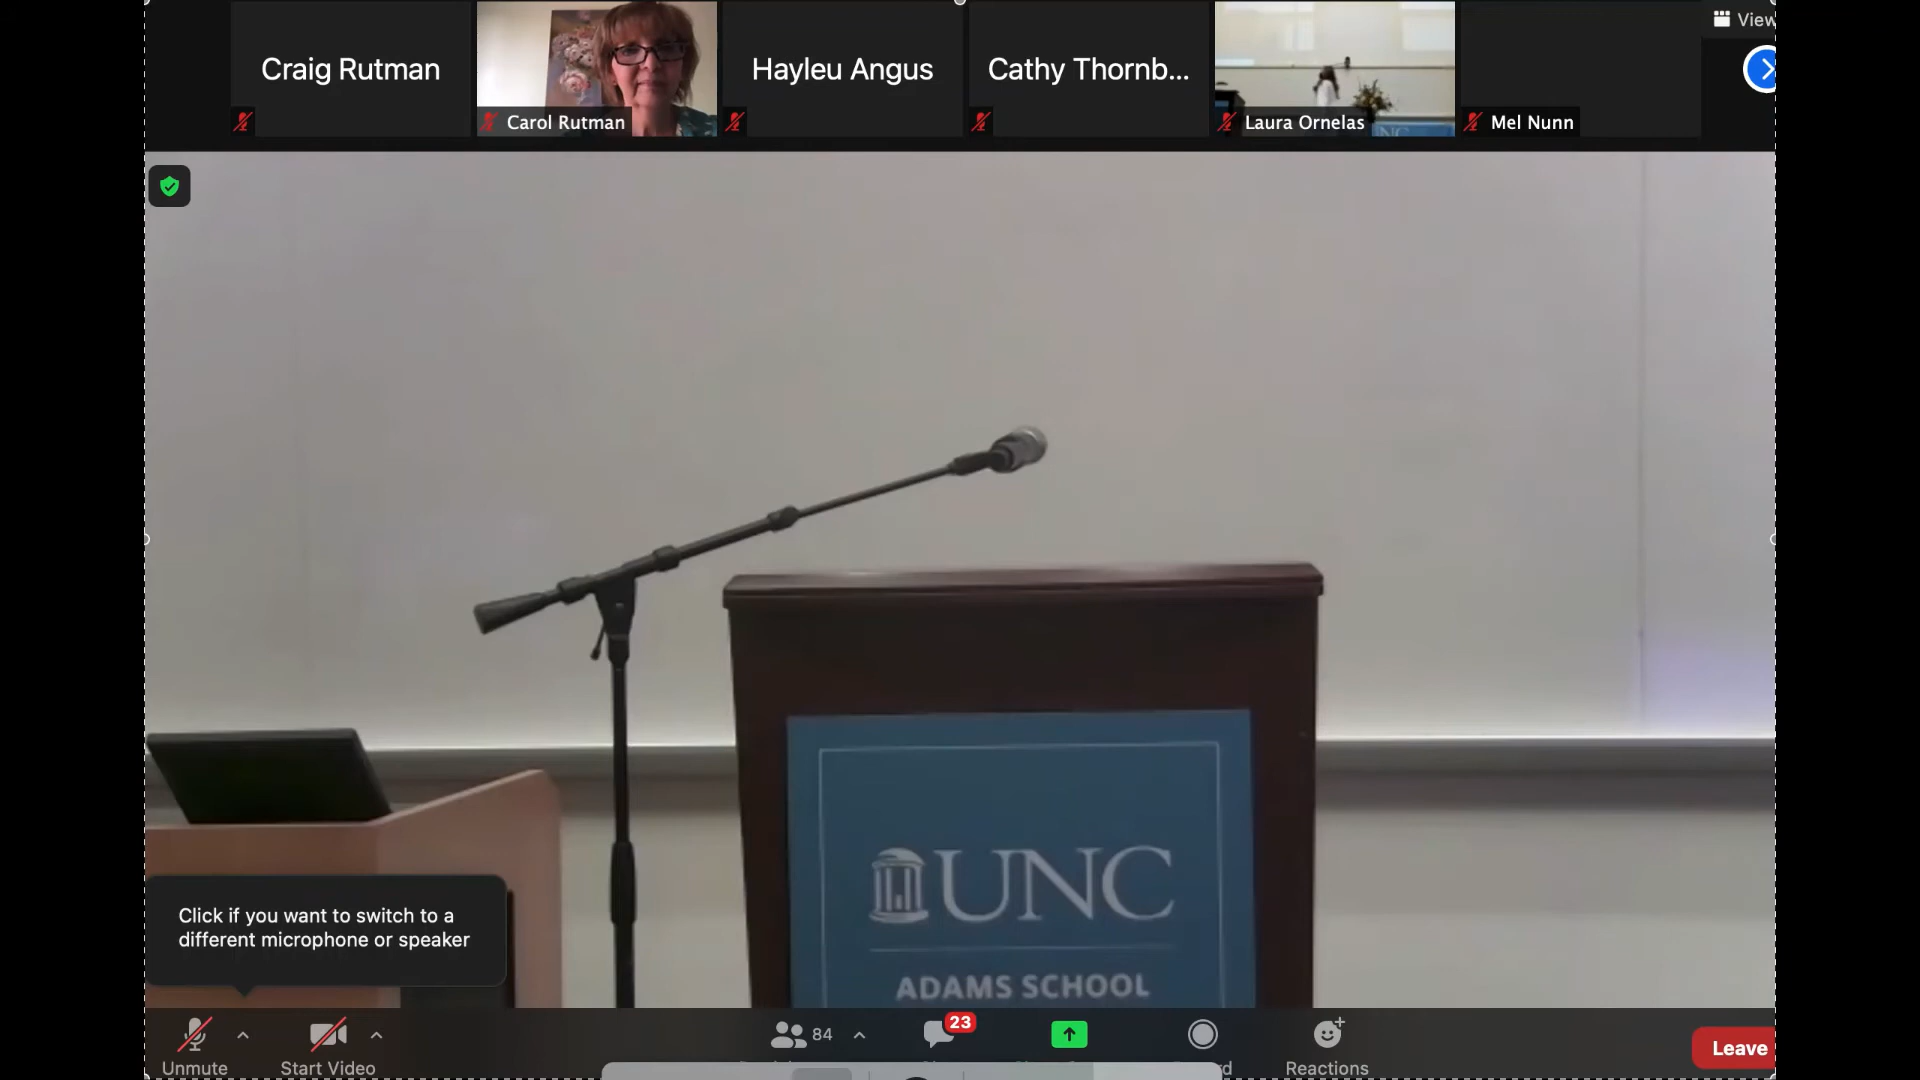 View
Craig Rutman
Carol Rutman
Hayleu Angus
Cathy Thornb...
Laura Ornelas
NC
Mel Nunn
UNC
ADAMS SCHOOL
Click if you want to switch to a
different microphone or speaker
Unmute
Start Video
84
23
Reactions
Leave